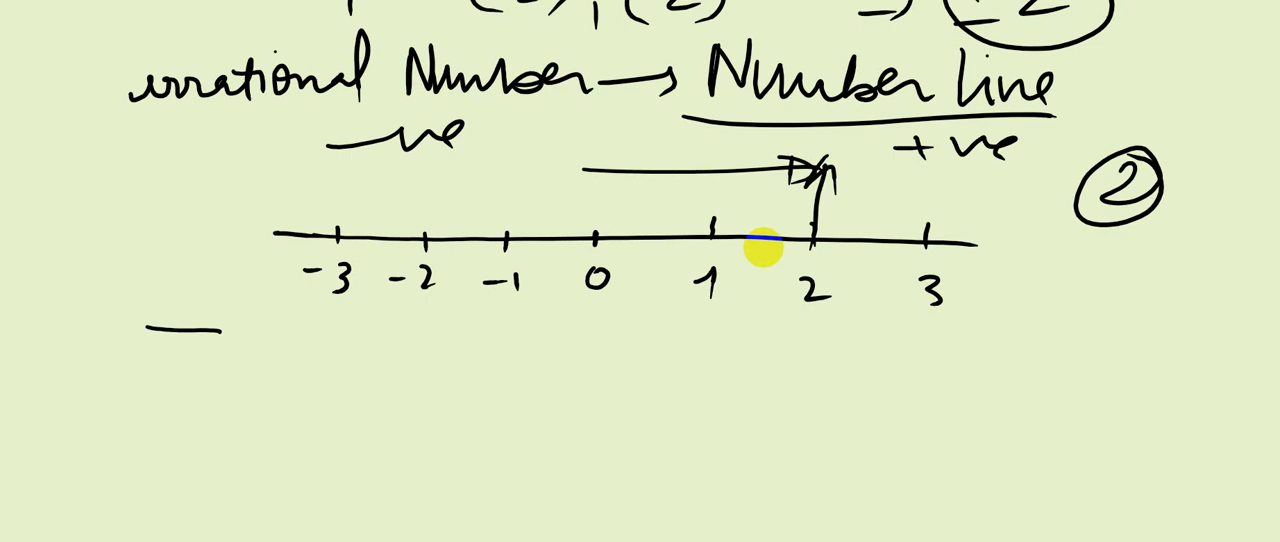 irrational Number → Number line
-ve +ve
2
-3 -2 -1 0 1 2 3